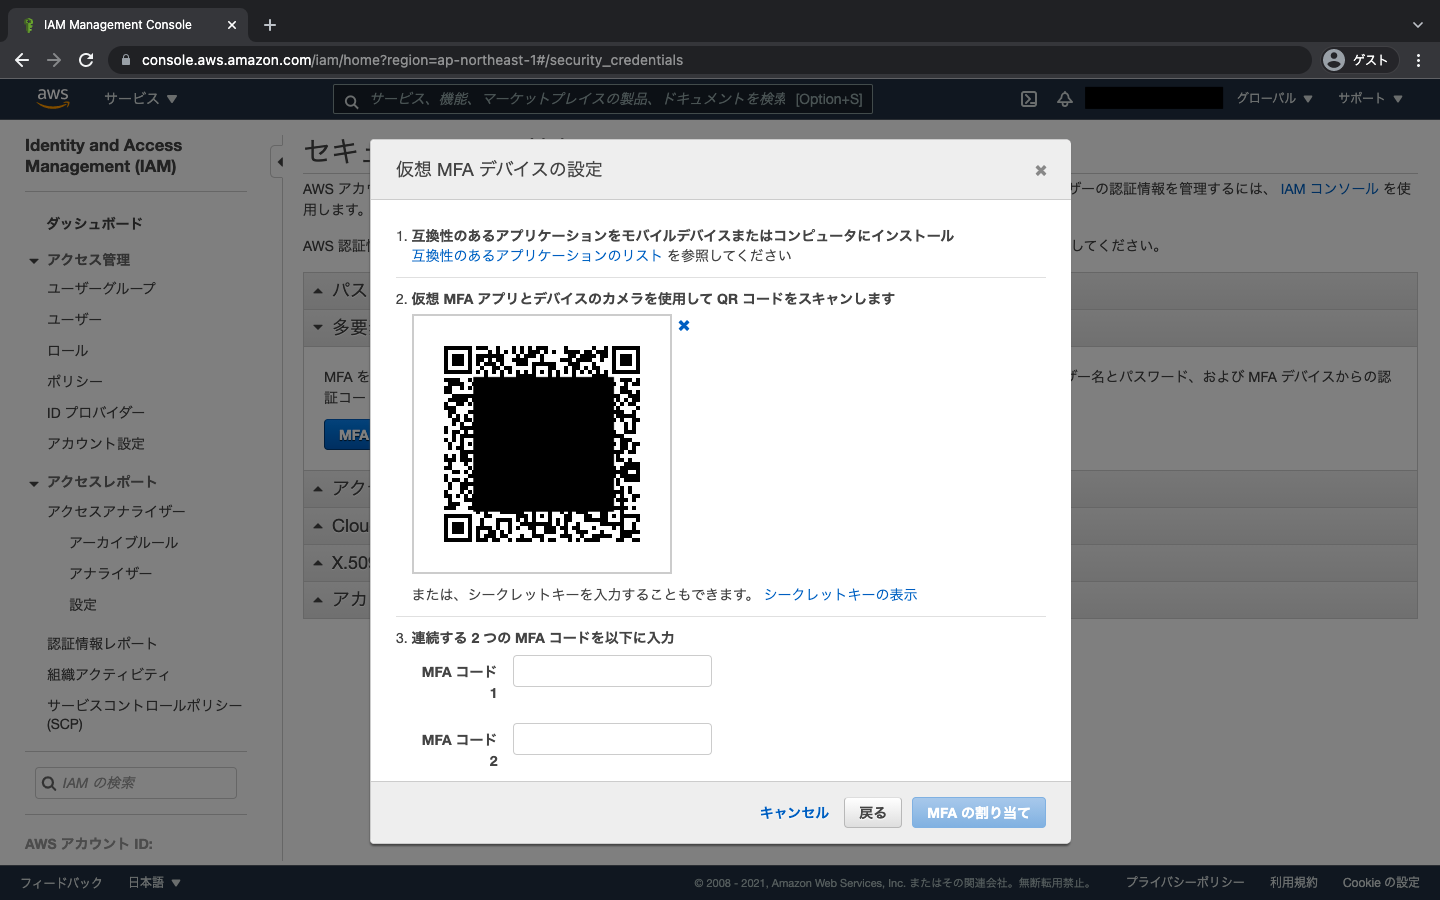 IAM Management Console
console.aws.amazon.com/iam/home?region=ap-northeast-1#/security_credentials
ゲスト
aws
サービス
サービス、機能、マーケットプレイスの製品、ドキュメントを検索 [Option+S]
グローバル
サポート
Identity and Access
Management (IAM)
ダッシュボード
アクセス管理
ユーザーグループ
ユーザー
ロール
ポリシー
ID プロバイダー
アカウント設定
アクセスレポート
アクセスアナライザー
アーカイブルール
アナライザー
設定
認証情報レポート
組織アクティビティ
サービスコントロールポリシー
(SCP)
IAM の検索
AWS アカウント ID:
セキ
AWS アカ
ザーの認証情報を管理するには、 IAM コンソール を使
用します。
AWS 認証
してください。
パス
多要
MFA を
ザー名とパスワード、および MFA デバイスからの認
証コー
MFA
アク
Clou
X.509
アカ
仮想 MFA デバイスの設定
1. 互換性のあるアプリケーションをモバイルデバイスまたはコンピュータにインストール
互換性のあるアプリケーションのリスト を参照してください
2. 仮想 MFA アプリとデバイスのカメラを使用して QR コードをスキャンします
または、シークレットキーを入力することもできます。 シークレットキーの表示
3. 連続する 2 つの MFA コードを以下に入力
MFA コード
1
MFA コード
2
キャンセル
戻る
MFA の割り当て
フィードバック
日本語
© 2008 - 2021, Amazon Web Services, Inc. またはその関連会社。無断転用禁止。
プライバシーポリシー
利用規約
Cookie の設定